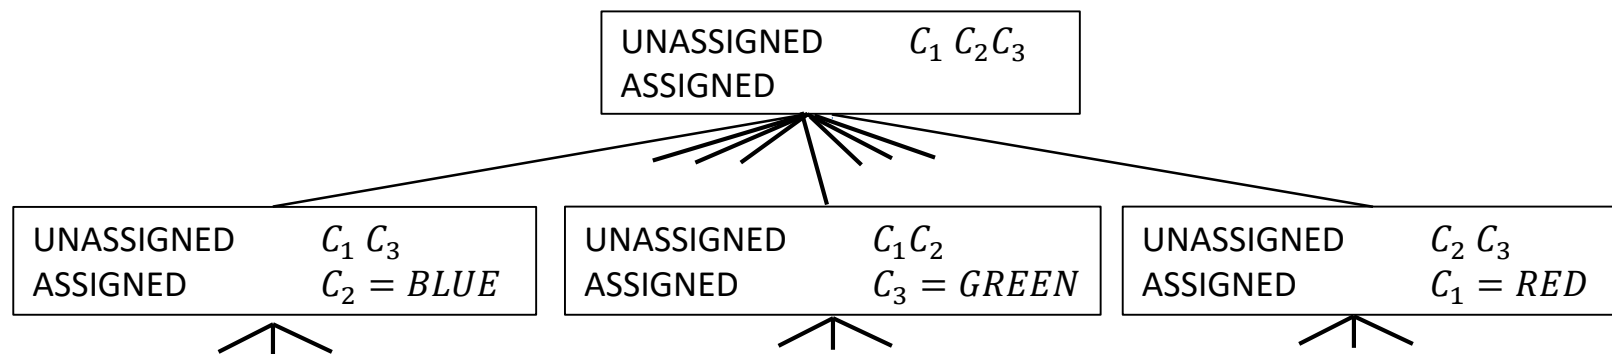 UNASSIGNED C₁ C₂C₃
ASSIGNED
UNASSIGNED C₁ C₃
ASSIGNED C₂ = BLUE
UNASSIGNED C₁C₂
ASSIGNED C₃ = GREEN
UNASSIGNED C₂ C₃
ASSIGNED C₁ = RED